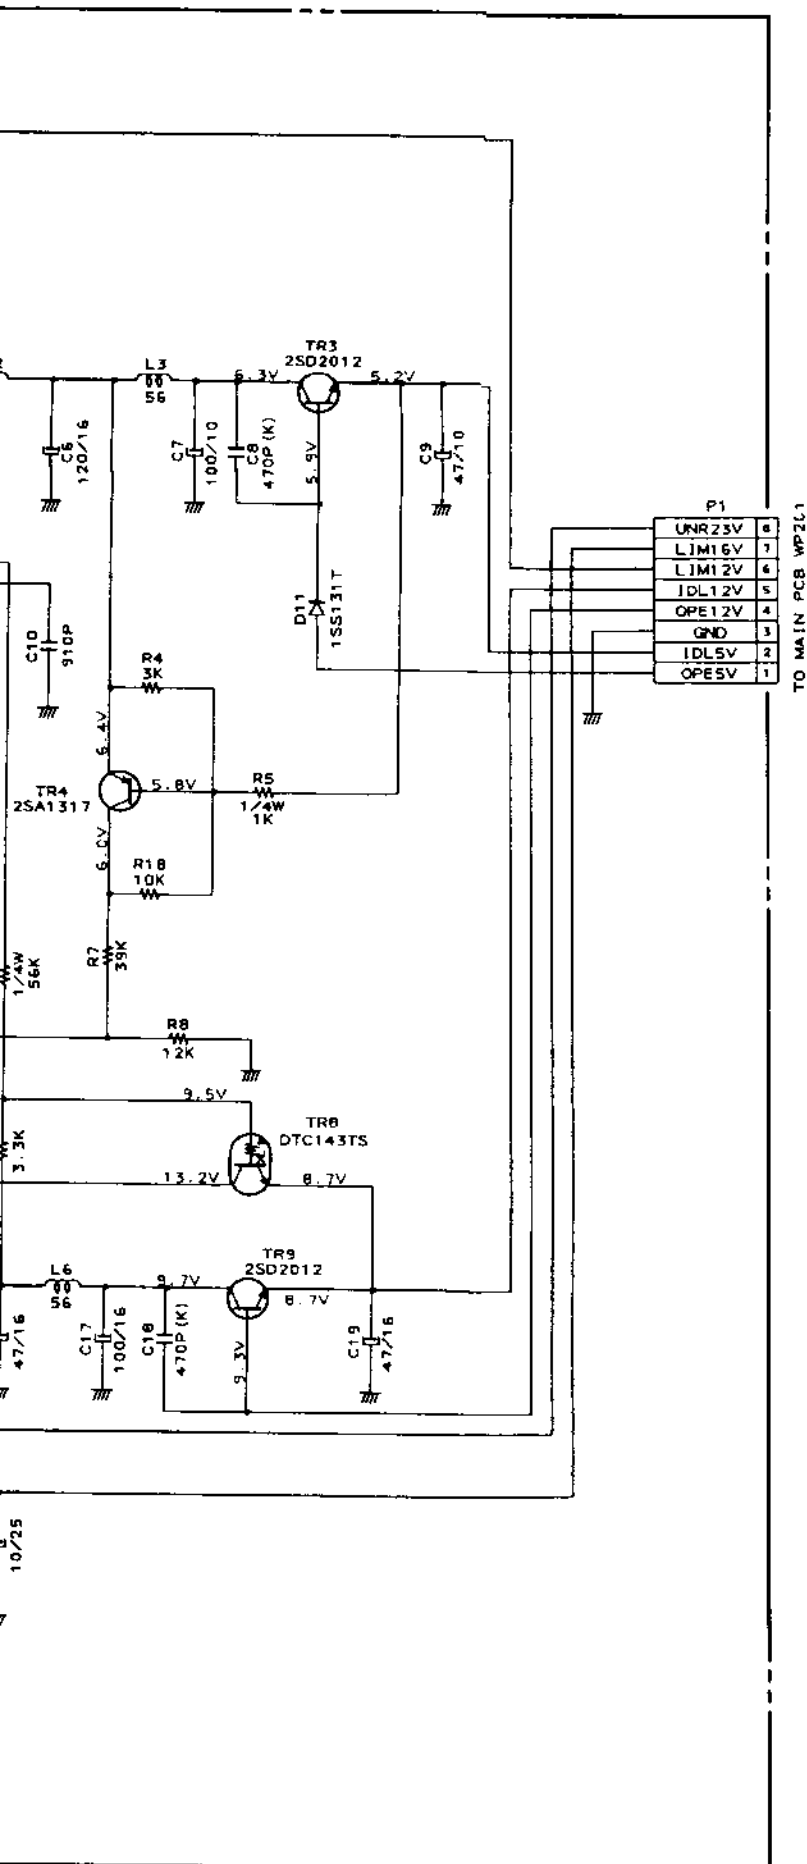 TR3
2SD2012
L3
56
6.3V
5.2V
C6
120/16
C7
100/10
C8
470P(K)
5.9V
C9
47/10
P1
UNR23V 8
LIM16V 7
LIM12V 6
IDL12V 5
OPE12V 4
GND 3
IDL5V 2
OPE5V 1
TO MAIN PCB WP201
D11
1SS131T
C10
910P
R4
3K
6.4V
TR4
2SA1317
5.8V
R5
1/4W
1K
6.0V
R18
10K
R7
39K
1/4W
56K
R8
12K
9.5V
TR8
DTC143TS
3.3K
13.2V
8.7V
L6
56
TR9
2SD2012
9.7V
8.7V
47/16
C17
100/16
C18
470P(K)
9.3V
C19
47/16
10/25